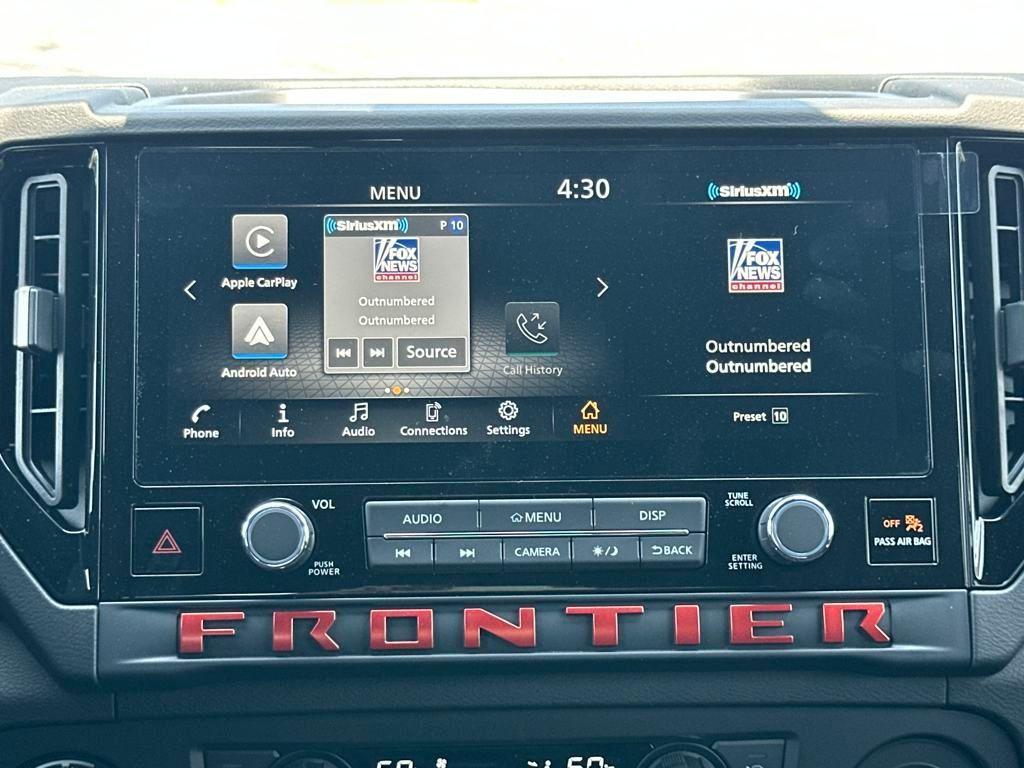 MENU 4:30 SiriusXM
SiriusXM P 10
FOX
NEWS
channel
Apple CarPlay
Outnumbered
Outnumbered
Source
Android Auto
Call History
FOX
NEWS
channel
Outnumbered
Outnumbered
Preset 10
Phone Info Audio Connections Settings MENU
VOL
PUSH
POWER
AUDIO MENU DISP
CAMERA BACK
TUNE
SCROLL
ENTER
SETTING
OFF 2
PASS AIR BAG
FRONTIER